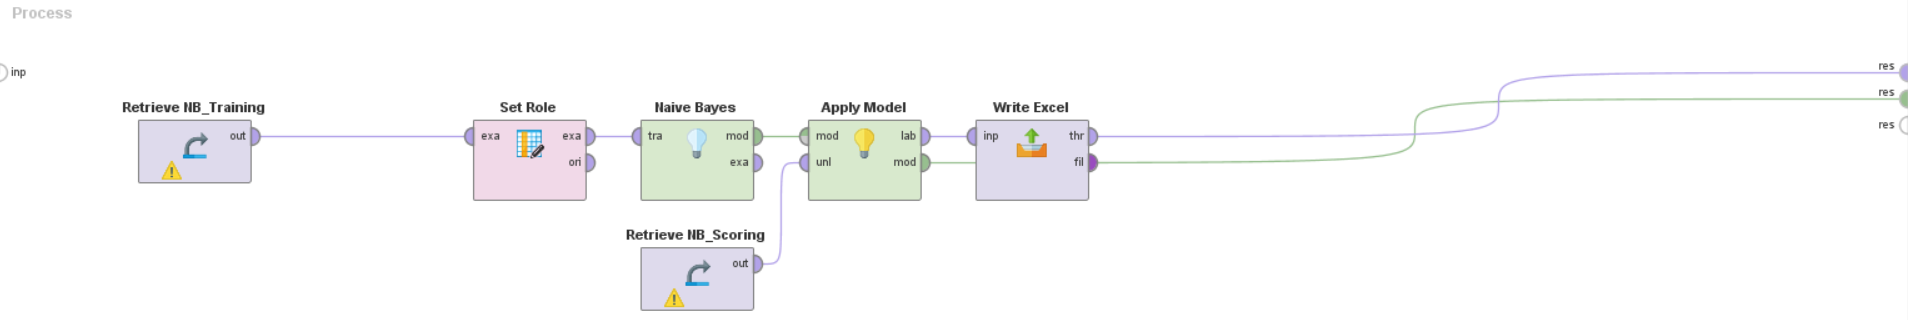 Process
inp
res
res
res
Retrieve NB_Training
out
Set Role
exa exa
ori
Naive Bayes
tra mod
exa
Apply Model
mod lab
unl mod
Write Excel
inp thr
fil
Retrieve NB_Scoring
out